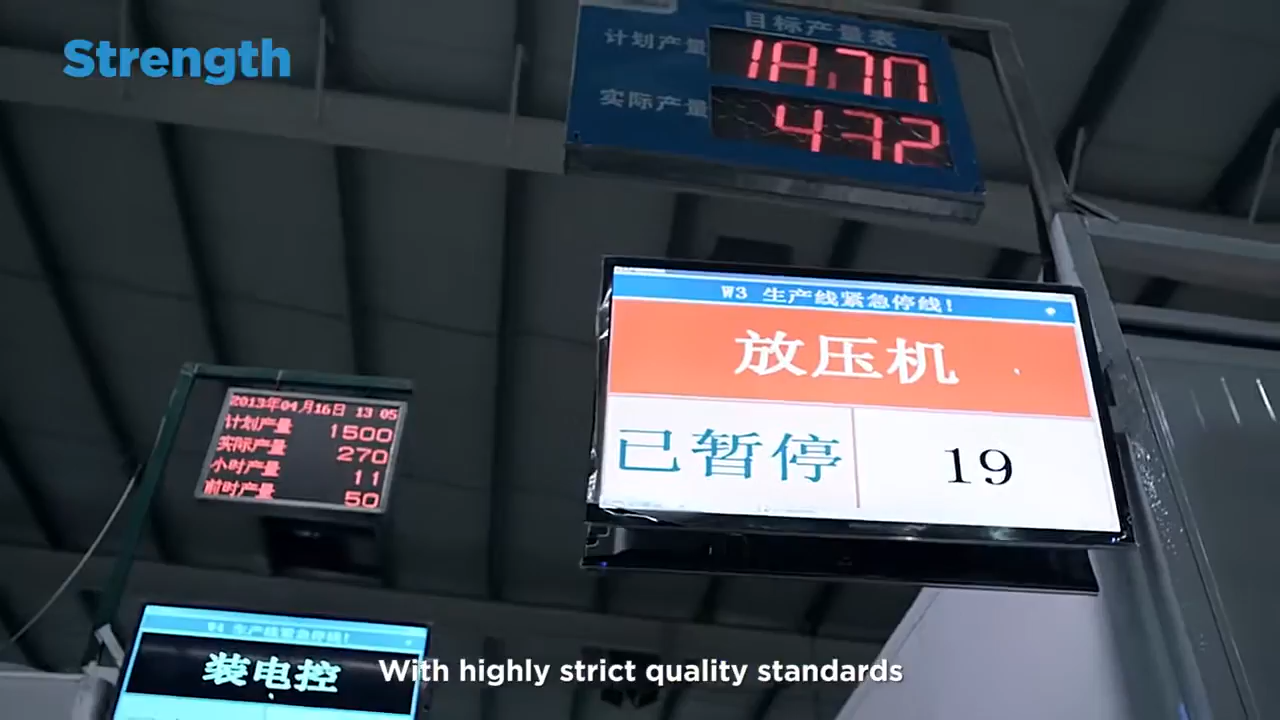 Strength
目标产量表
计划产量 1870
实际产量 432
W3 生产线紧急停线!
放压机
已暂停 19
2013年04月16日 13 05
计划产量 1500
实际产量 270
小时产量 11
前时产量 50
W4 生产线紧急停线!
装电控
With highly strict quality standards